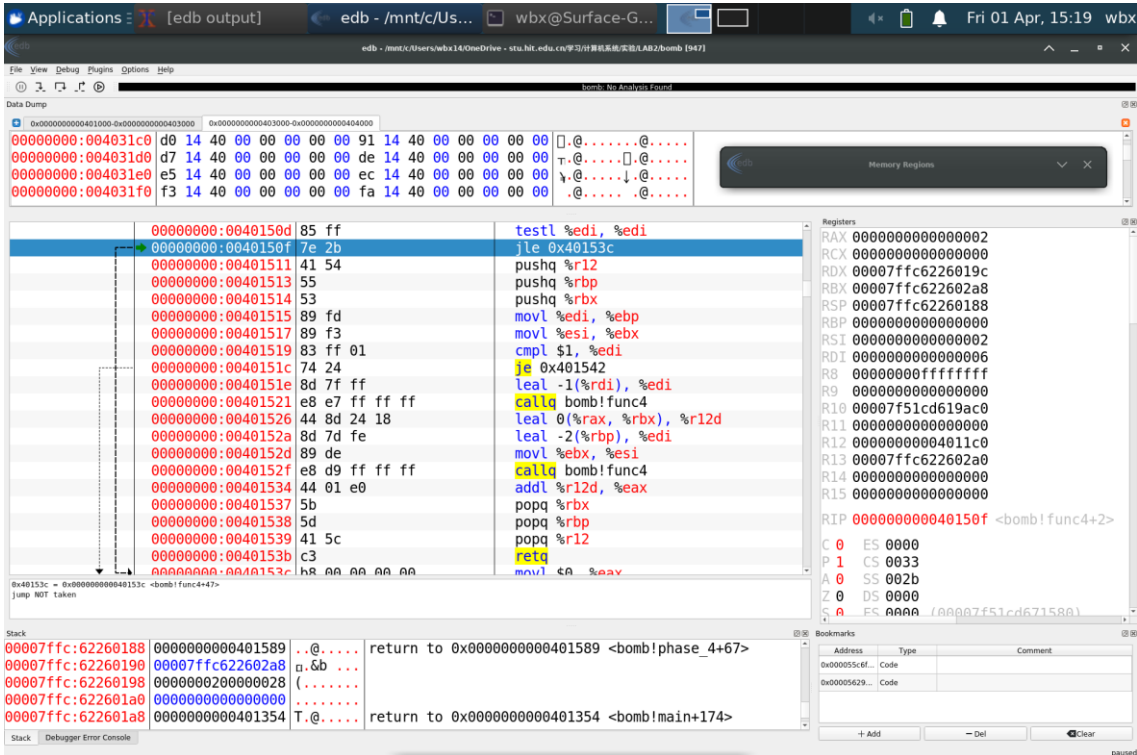 Applications [edb output] edb - /mnt/c/Us... wbx@Surface-G... Fri 01 Apr, 15:19 wbx
edb - /mnt/c/Users/wbx14/OneDrive - stu.hit.edu.cn/学习/计算机系统/实验/LAB2/bomb [947]
File View Debug Plugins Options Help
bomb: No Analysis Found
Data Dump
0x0000000000401000-0x0000000000403000 0x0000000000403000-0x0000000000404000
00000000:004031c0 d0 14 40 00 00 00 00 00 91 14 40 00 00 00 00 00 .@.......@.....
00000000:004031d0 d7 14 40 00 00 00 00 00 de 14 40 00 00 00 00 00 .@..... .@.....
00000000:004031e0 e5 14 40 00 00 00 00 00 ec 14 40 00 00 00 00 00 ¥.@.....↓.@.....
00000000:004031f0 f3 14 40 00 00 00 00 00 fa 14 40 00 00 00 00 00 .@..... .@.....
edb Memory Regions
00000000:0040150d 85 ff testl %edi, %edi
00000000:0040150f 7e 2b jle 0x40153c
00000000:00401511 41 54 pushq %r12
00000000:00401513 55 pushq %rbp
00000000:00401514 53 pushq %rbx
00000000:00401515 89 fd movl %edi, %ebp
00000000:00401517 89 f3 movl %esi, %ebx
00000000:00401519 83 ff 01 cmpl $1, %edi
00000000:0040151c 74 24 je 0x401542
00000000:0040151e 8d 7f ff leal -1(%rdi), %edi
00000000:00401521 e8 e7 ff ff ff callq bomb!func4
00000000:00401526 44 8d 24 18 leal 0(%rax, %rbx), %r12d
00000000:0040152a 8d 7d fe leal -2(%rbp), %edi
00000000:0040152d 89 de movl %ebx, %esi
00000000:0040152f e8 d9 ff ff ff callq bomb!func4
00000000:00401534 44 01 e0 addl %r12d, %eax
00000000:00401537 5b popq %rbx
00000000:00401538 5d popq %rbp
00000000:00401539 41 5c popq %r12
00000000:0040153b c3 retq
00000000:0040153c b8 00 00 00 00 movl $0, %eax
0x40153c = 0x000000000040153c <bomb!func4+47>
jump NOT taken
Registers
RAX 0000000000000002
RCX 0000000000000000
RDX 00007ffc6226019c
RBX 00007ffc622602a8
RSP 00007ffc62260188
RBP 0000000000000000
RSI 0000000000000002
RDI 0000000000000006
R8 00000000ffffffff
R9 0000000000000000
R10 00007f51cd619ac0
R11 0000000000000000
R12 00000000004011c0
R13 00007ffc622602a0
R14 0000000000000000
R15 0000000000000000
RIP 000000000040150f <bomb!func4+2>
C 0 ES 0000
P 1 CS 0033
A 0 SS 002b
Z 0 DS 0000
S 0 FS 0000 (00007f51cd671580)
Stack
00007ffc:62260188 0000000000401589 ..@..... return to 0x0000000000401589 <bomb!phase_4+67>
00007ffc:62260190 00007ffc622602a8 .&b ...
00007ffc:62260198 0000000200000028 (.......
00007ffc:622601a0 0000000000000000 ........
00007ffc:622601a8 0000000000401354 T.@..... return to 0x0000000000401354 <bomb!main+174>
Stack Debugger Error Console
Bookmarks
Address Type Comment
0x000055c6f... Code
0x00005629... Code
+ Add - Del Clear
paused